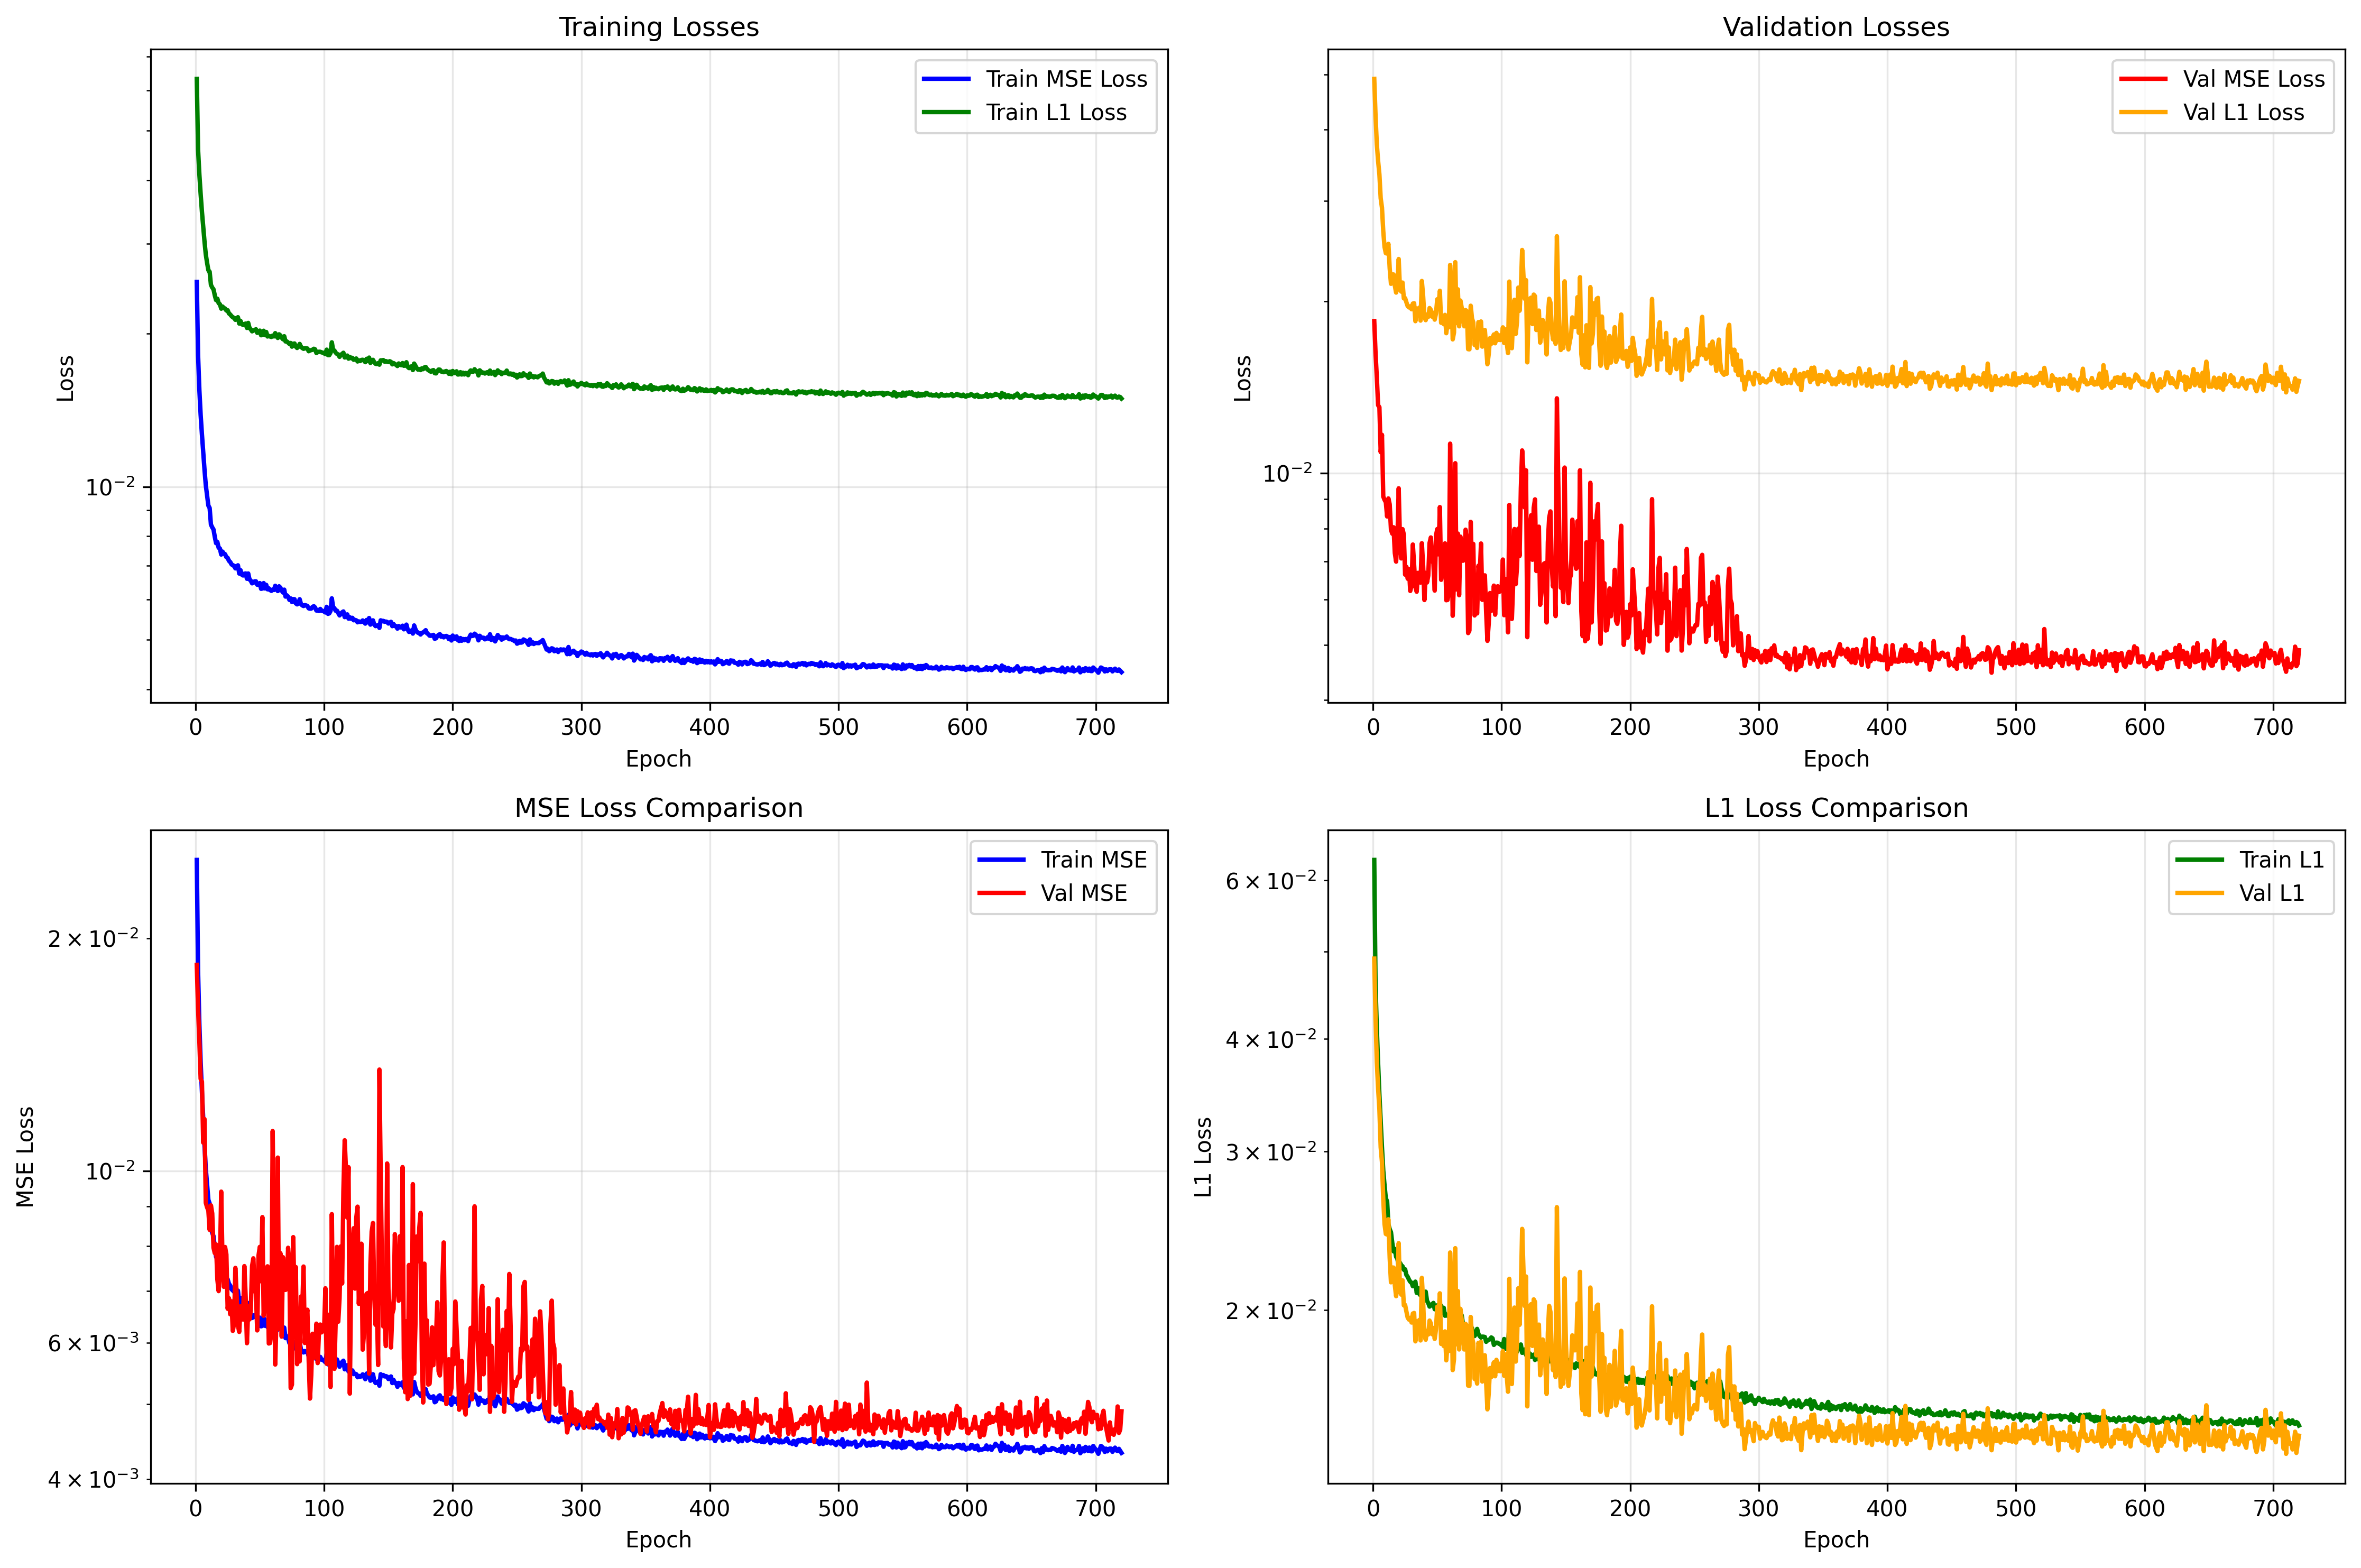 Training Losses
Loss
10⁻²
Train MSE Loss
Train L1 Loss
0 100 200 300 400 500 600 700
Epoch
Validation Losses
Loss
10⁻²
Val MSE Loss
Val L1 Loss
0 100 200 300 400 500 600 700
Epoch
MSE Loss Comparison
MSE Loss
2 × 10⁻²
10⁻²
6 × 10⁻³
4 × 10⁻³
Train MSE
Val MSE
0 100 200 300 400 500 600 700
Epoch
L1 Loss Comparison
L1 Loss
6 × 10⁻²
4 × 10⁻²
3 × 10⁻²
2 × 10⁻²
Train L1
Val L1
0 100 200 300 400 500 600 700
Epoch